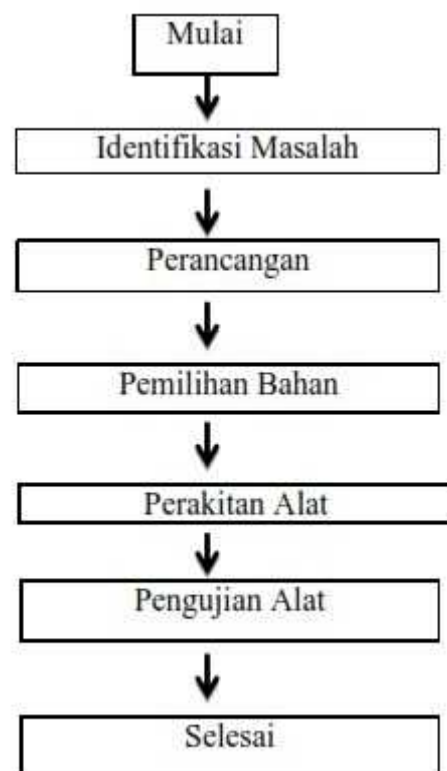 Mulai
Identifikasi Masalah
Perancangan
Pemilihan Bahan
Perakitan Alat
Pengujian Alat
Selesai